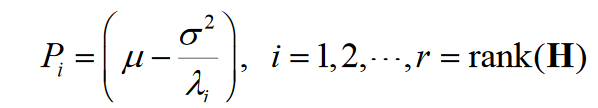 P_i = (μ − σ²/λ_i), i = 1,2,⋯,r = rank(H)